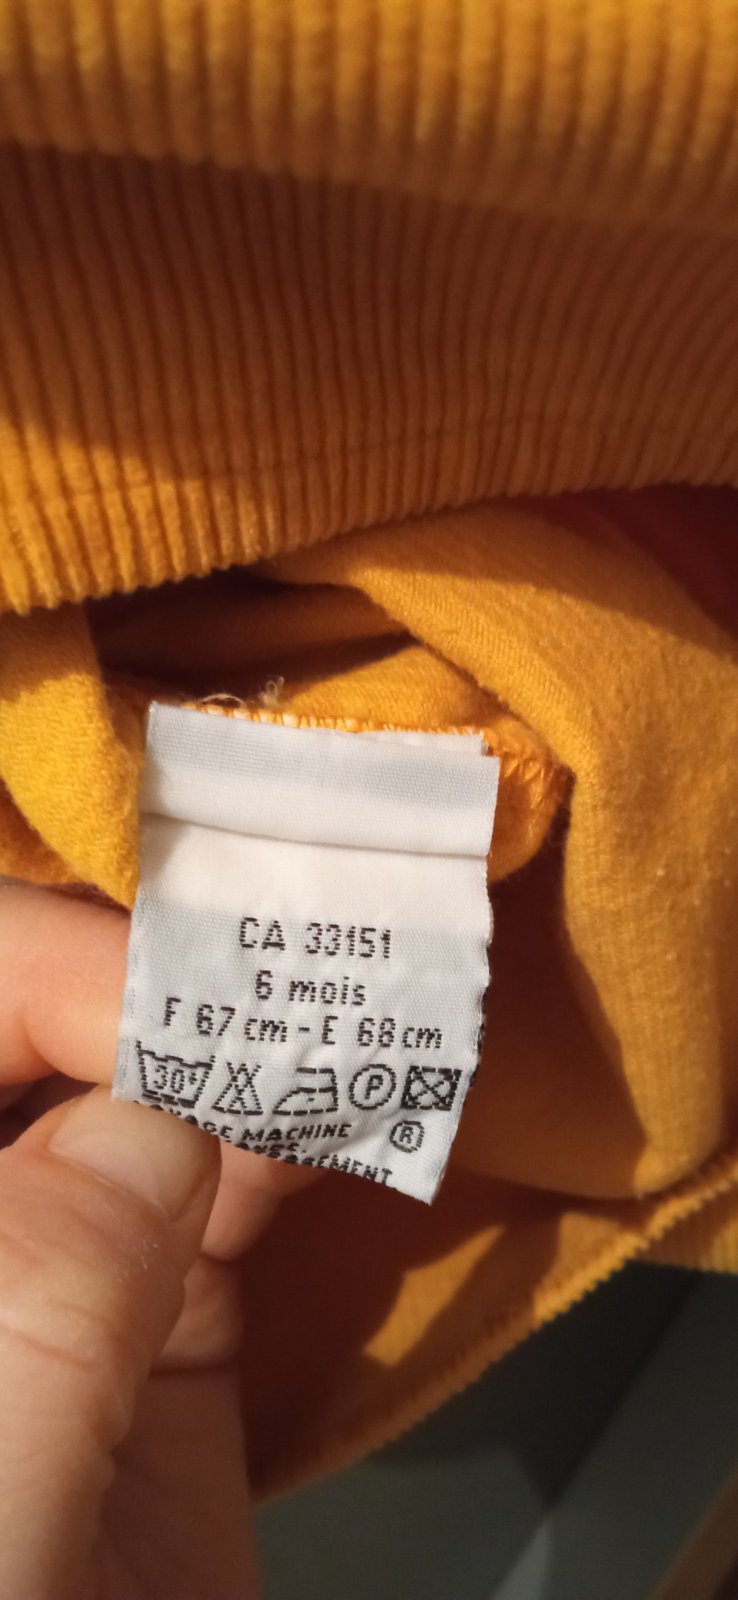 CA 33151
6 mois
F 67 cm - E 68 cm
30° P
MACHINE ®